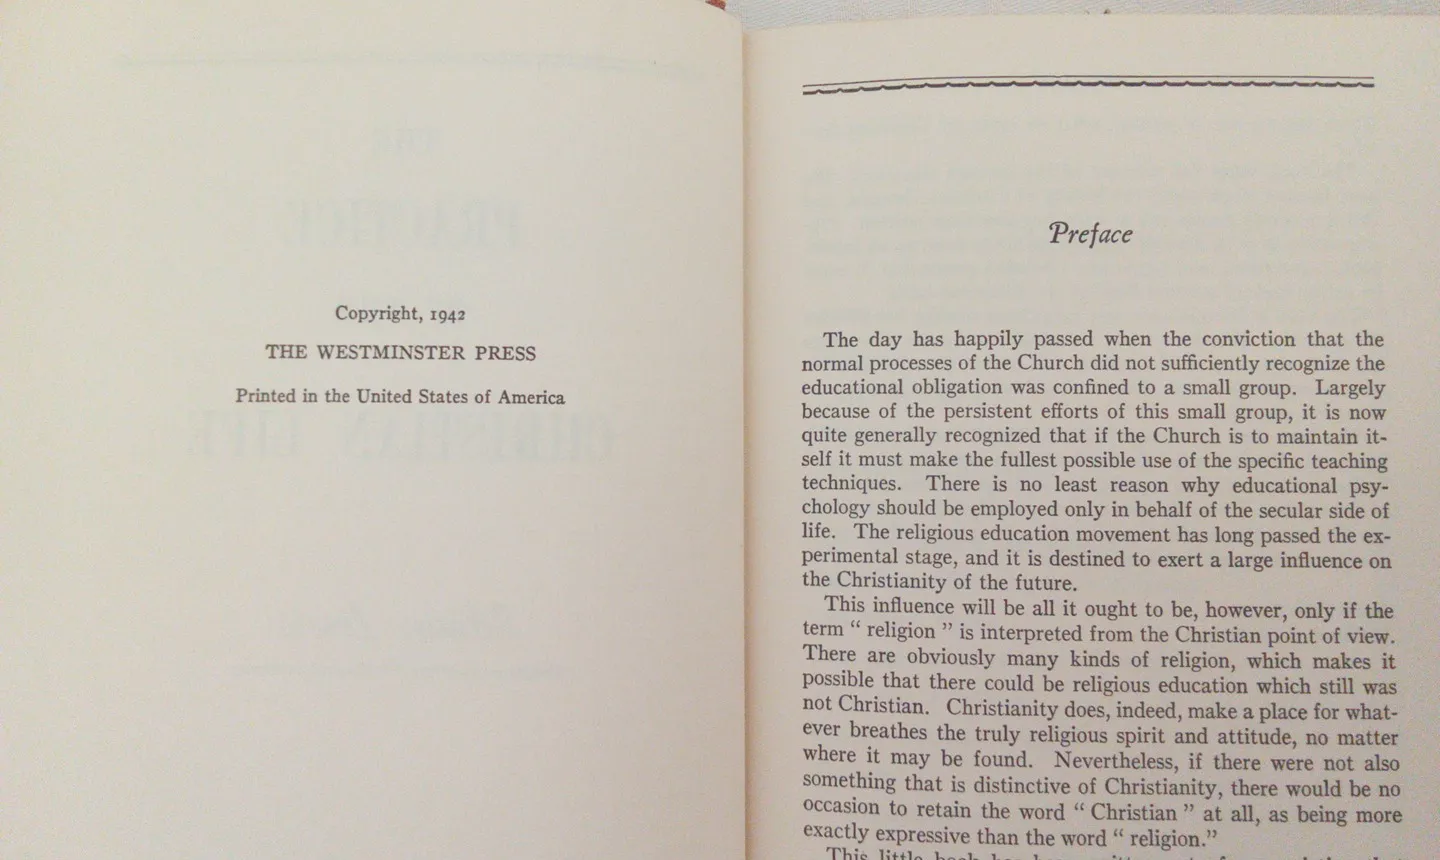 Copyright, 1942
THE WESTMINSTER PRESS
Printed in the United States of America
Preface
The day has happily passed when the conviction that the
normal processes of the Church did not sufficiently recognize the
educational obligation was confined to a small group. Largely
because of the persistent efforts of this small group, it is now
quite generally recognized that if the Church is to maintain it-
self it must make the fullest possible use of the specific teaching
techniques. There is no least reason why educational psy-
chology should be employed only in behalf of the secular side of
life. The religious education movement has long passed the ex-
perimental stage, and it is destined to exert a large influence on
the Christianity of the future.
This influence will be all it ought to be, however, only if the
term “ religion ” is interpreted from the Christian point of view.
There are obviously many kinds of religion, which makes it
possible that there could be religious education which still was
not Christian. Christianity does, indeed, make a place for what-
ever breathes the truly religious spirit and attitude, no matter
where it may be found. Nevertheless, if there were not also
something that is distinctive of Christianity, there would be no
occasion to retain the word “ Christian ” at all, as being more
exactly expressive than the word “ religion.”
This little book has been